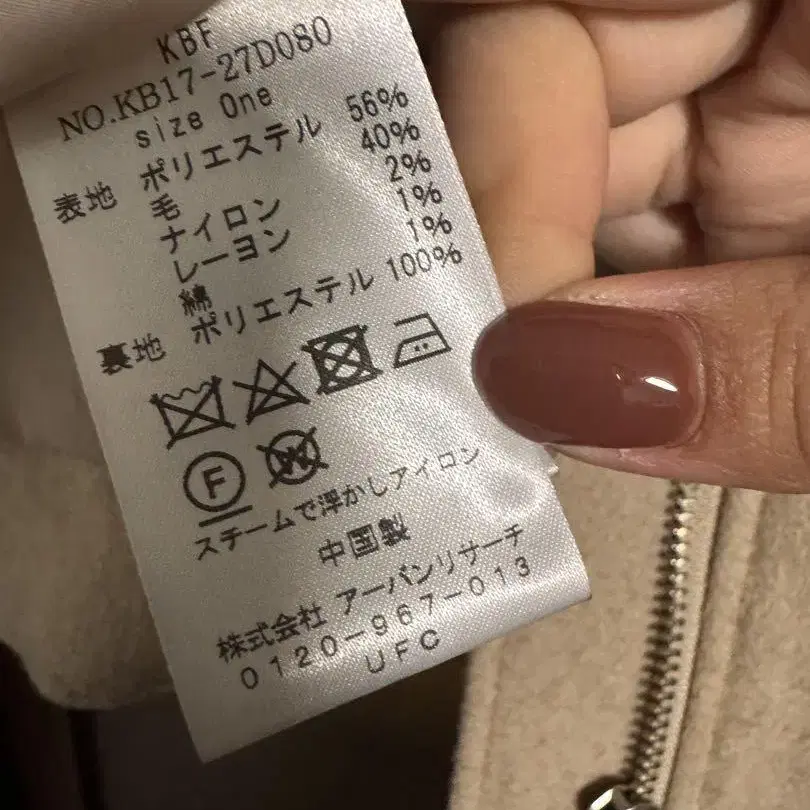 KBF
NO.KB17-27D080
size One
表地 ポリエステル 56%
毛 40%
ナイロン 2%
レーヨン 1%
綿 1%
裏地 ポリエステル 100%
F W
スチームで浮かしアイロン
中国製
株式会社 アーバンリサーチ
0120-967-013
UFC